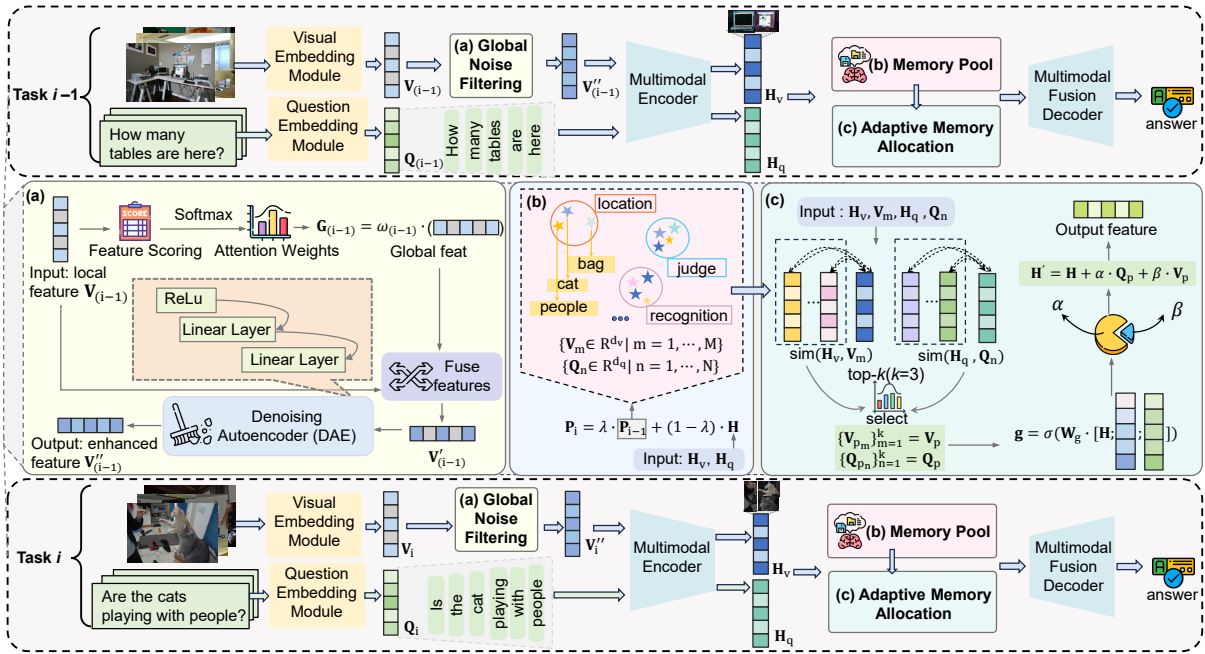 Task i–1
Visual
Embedding
Module
V(i−1)
(a) Global
Noise
Filtering
V′′(i−1)
How many
tables are here?
Question
Embedding
Module
Q(i−1)
How
many
tables
are
here
Multimodal
Encoder
Hv
Hq
(b) Memory Pool
(c) Adaptive Memory
Allocation
Multimodal
Fusion
Decoder
A
answer
(a)
Input: local
feature V(i−1)
SCORE
Feature Scoring
Softmax
Attention Weights
G(i−1) = ω(i−1) · ( )
Global feat
ReLu
Linear Layer
Linear Layer
Fuse
features
V′(i−1)
Denoising
Autoencoder (DAE)
Output: enhanced
feature V′′(i−1)
(b)
location
bag
cat
people
judge
recognition
{Vm∈ R^dv| m = 1, ⋯, M}
{Qn∈ R^dq| n = 1, ⋯, N}
Pi = λ · Pi−1 + (1 − λ) · H
Input: Hv, Hq
(c)
Input : Hv, Vm, Hq , Qn
sim(Hv, Vm)
sim(Hq , Qn)
top-k(k=3)
select
{Vpm}^k m=1 = Vp
{Qpn}^k n=1 = Qp
g = σ(Wg · [H; ; ])
α
β
H′ = H + α · Qp + β · Vp
Output feature
Task i
Visual
Embedding
Module
Vi
(a) Global
Noise
Filtering
Vi′′
Are the cats
playing with people?
Question
Embedding
Module
Qi
Is
the
cat
playing
with
people
Multimodal
Encoder
Hv
Hq
(b) Memory Pool
(c) Adaptive Memory
Allocation
Multimodal
Fusion
Decoder
A
answer